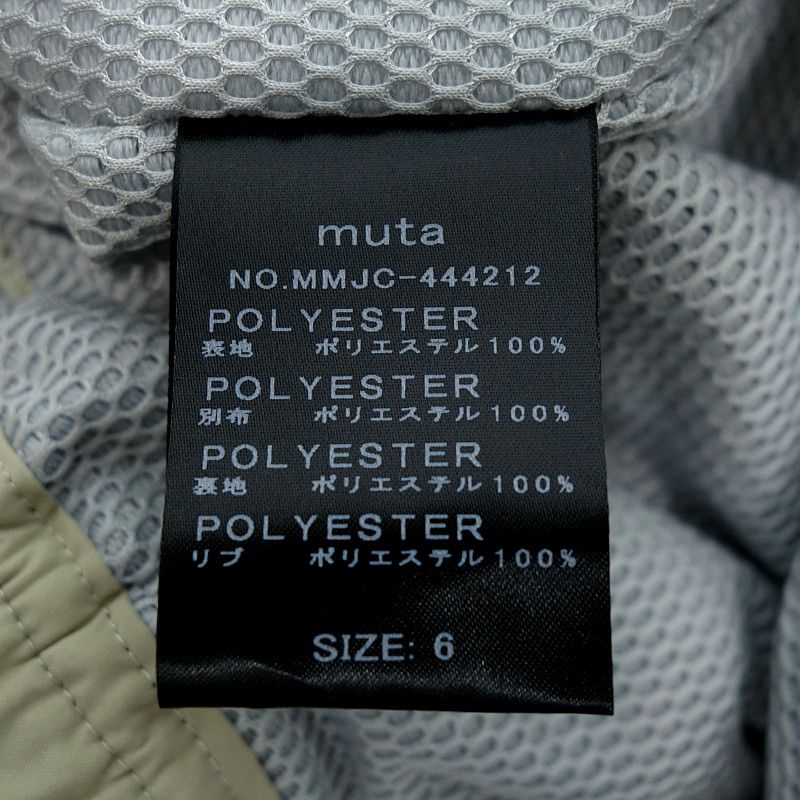 muta
NO.MMJC-444212
POLYESTER
表地 ポリエステル100%
POLYESTER
別布 ポリエステル100%
POLYESTER
裏地 ポリエステル100%
POLYESTER
リブ ポリエステル100%
SIZE: 6